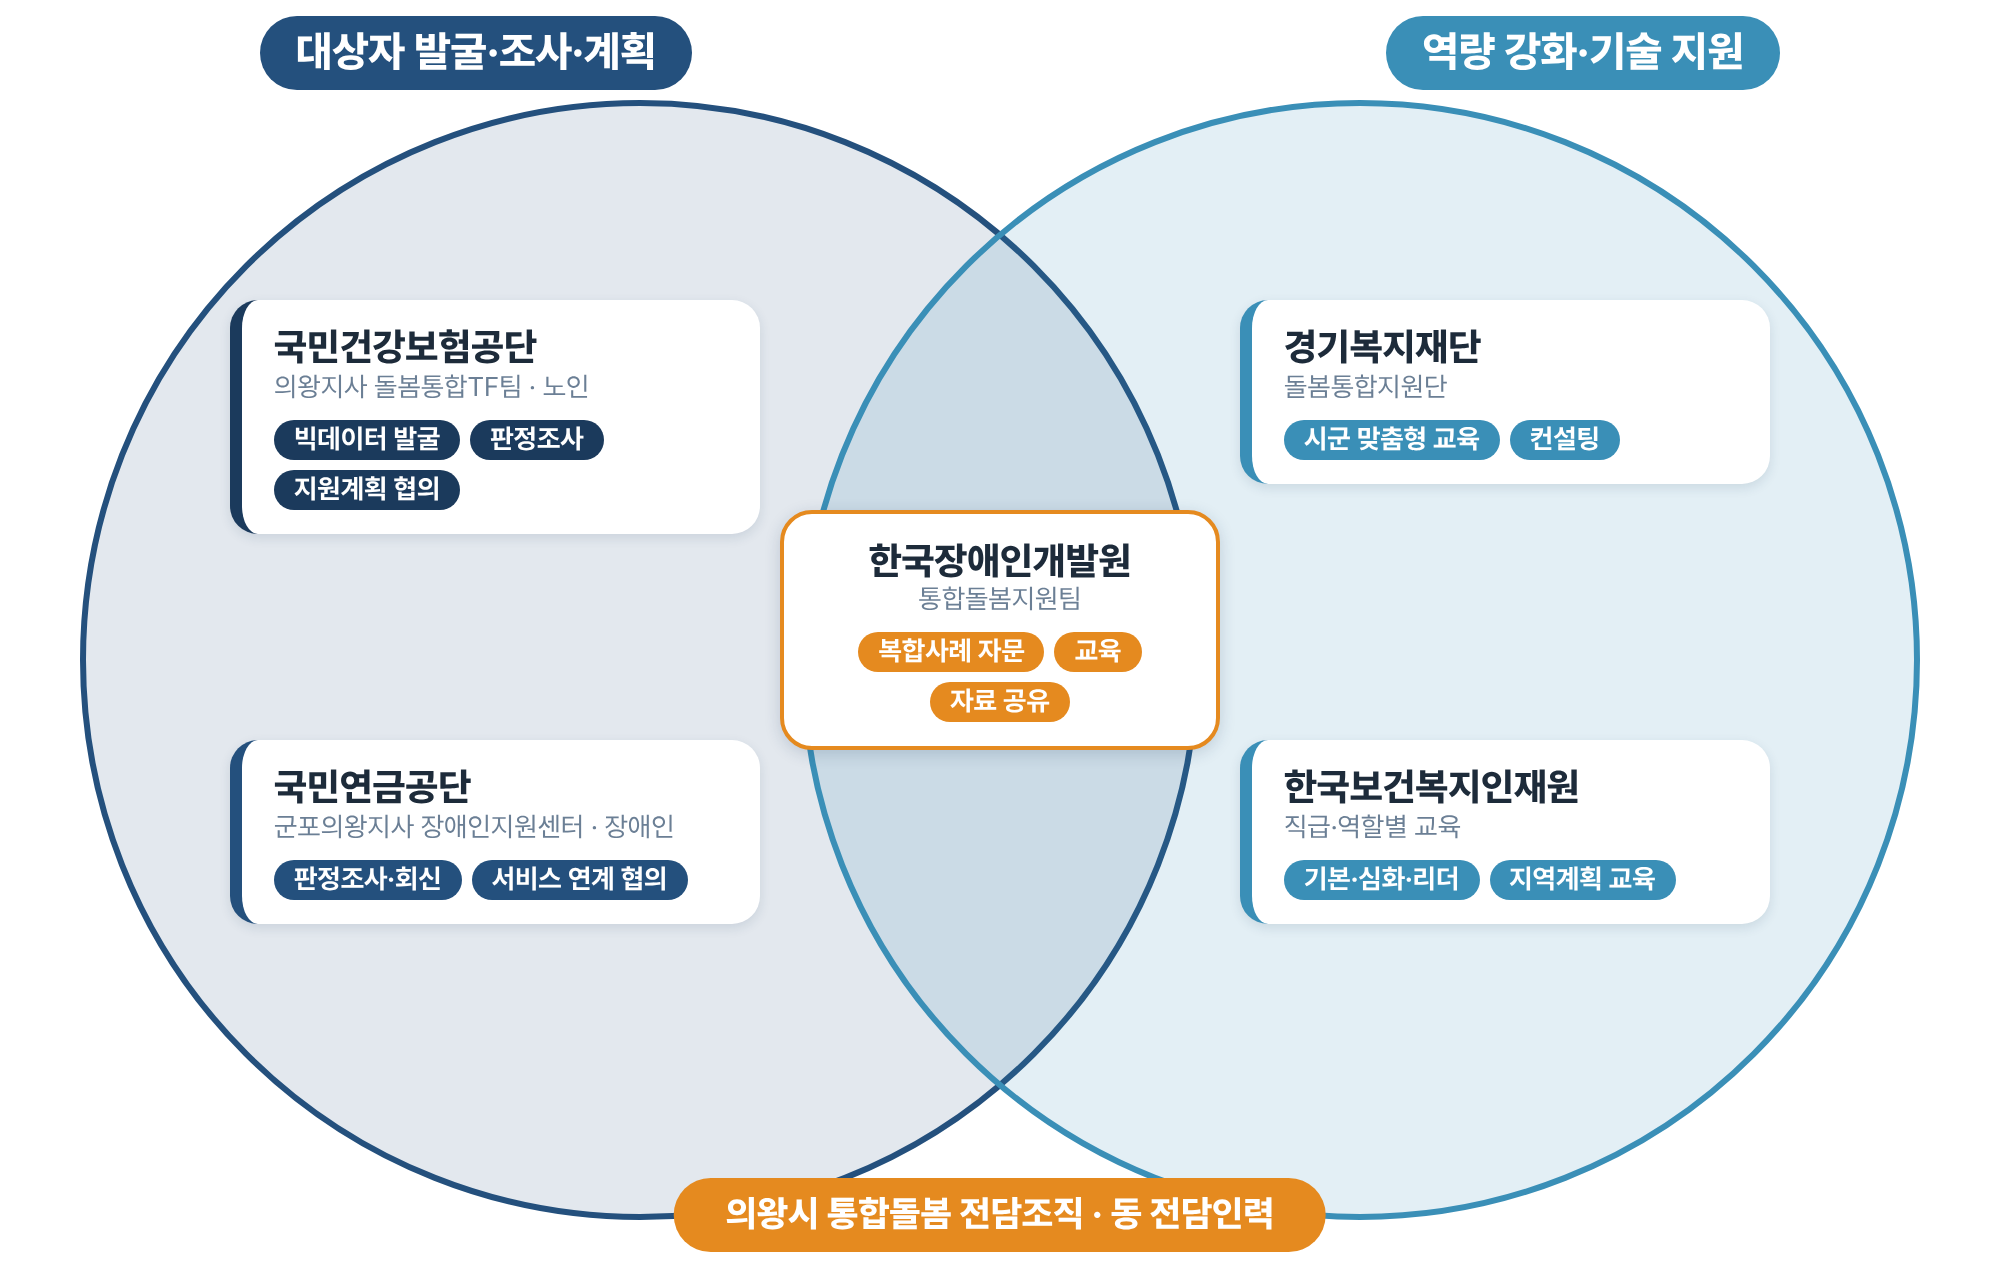 대상자 발굴·조사·계획
역량 강화·기술 지원
국민건강보험공단
의왕지사 돌봄통합TF팀 · 노인
빅데이터 발굴
판정조사
지원계획 협의
경기복지재단
돌봄통합지원단
시군 맞춤형 교육
컨설팅
한국장애인개발원
통합돌봄지원팀
복합사례 자문
교육
자료 공유
국민연금공단
군포의왕지사 장애인지원센터 · 장애인
판정조사·회신
서비스 연계 협의
한국보건복지인재원
직급·역할별 교육
기본·심화·리더
지역계획 교육
의왕시 통합돌봄 전담조직 · 동 전담인력